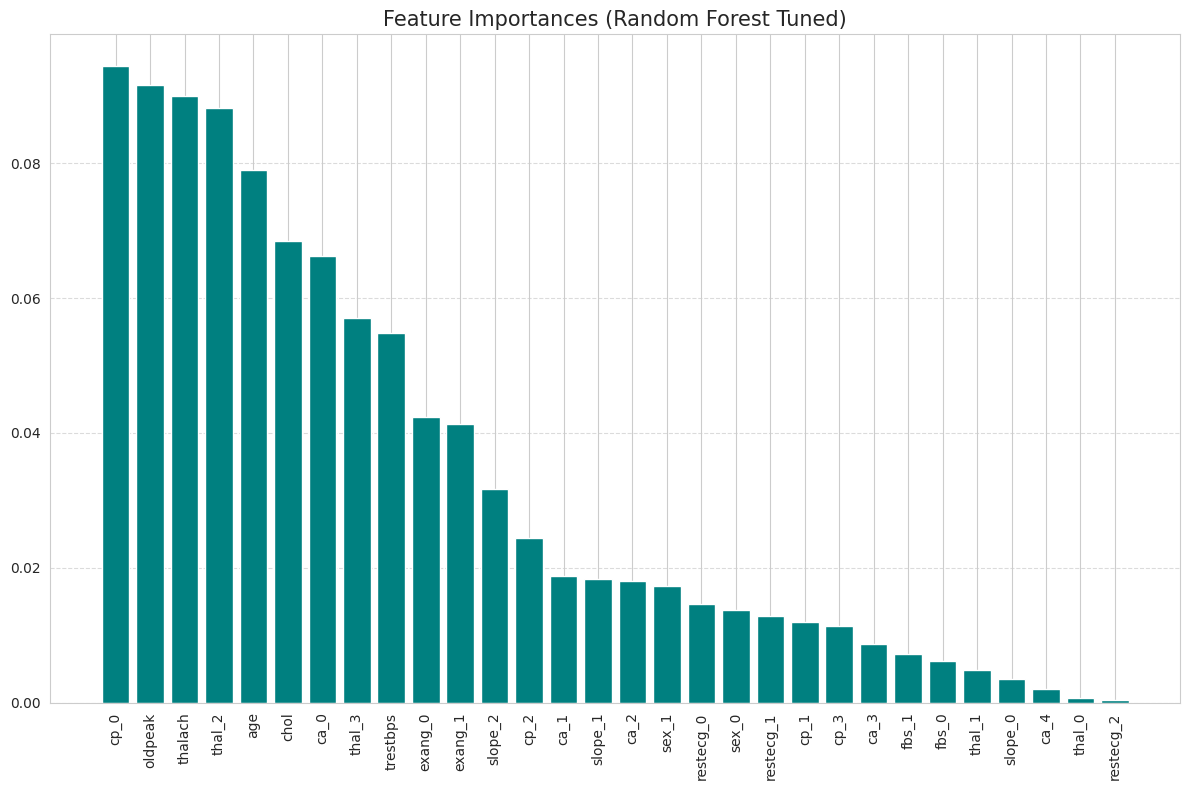 Feature Importances (Random Forest Tuned)
0.08
0.06
0.04
0.02
0.00
cp_0
oldpeak
thalach
thal_2
age
chol
ca_0
thal_3
trestbps
exang_0
exang_1
slope_2
cp_2
ca_1
slope_1
ca_2
sex_1
restecg_0
sex_0
restecg_1
cp_1
cp_3
ca_3
fbs_1
fbs_0
thal_1
slope_0
ca_4
thal_0
restecg_2